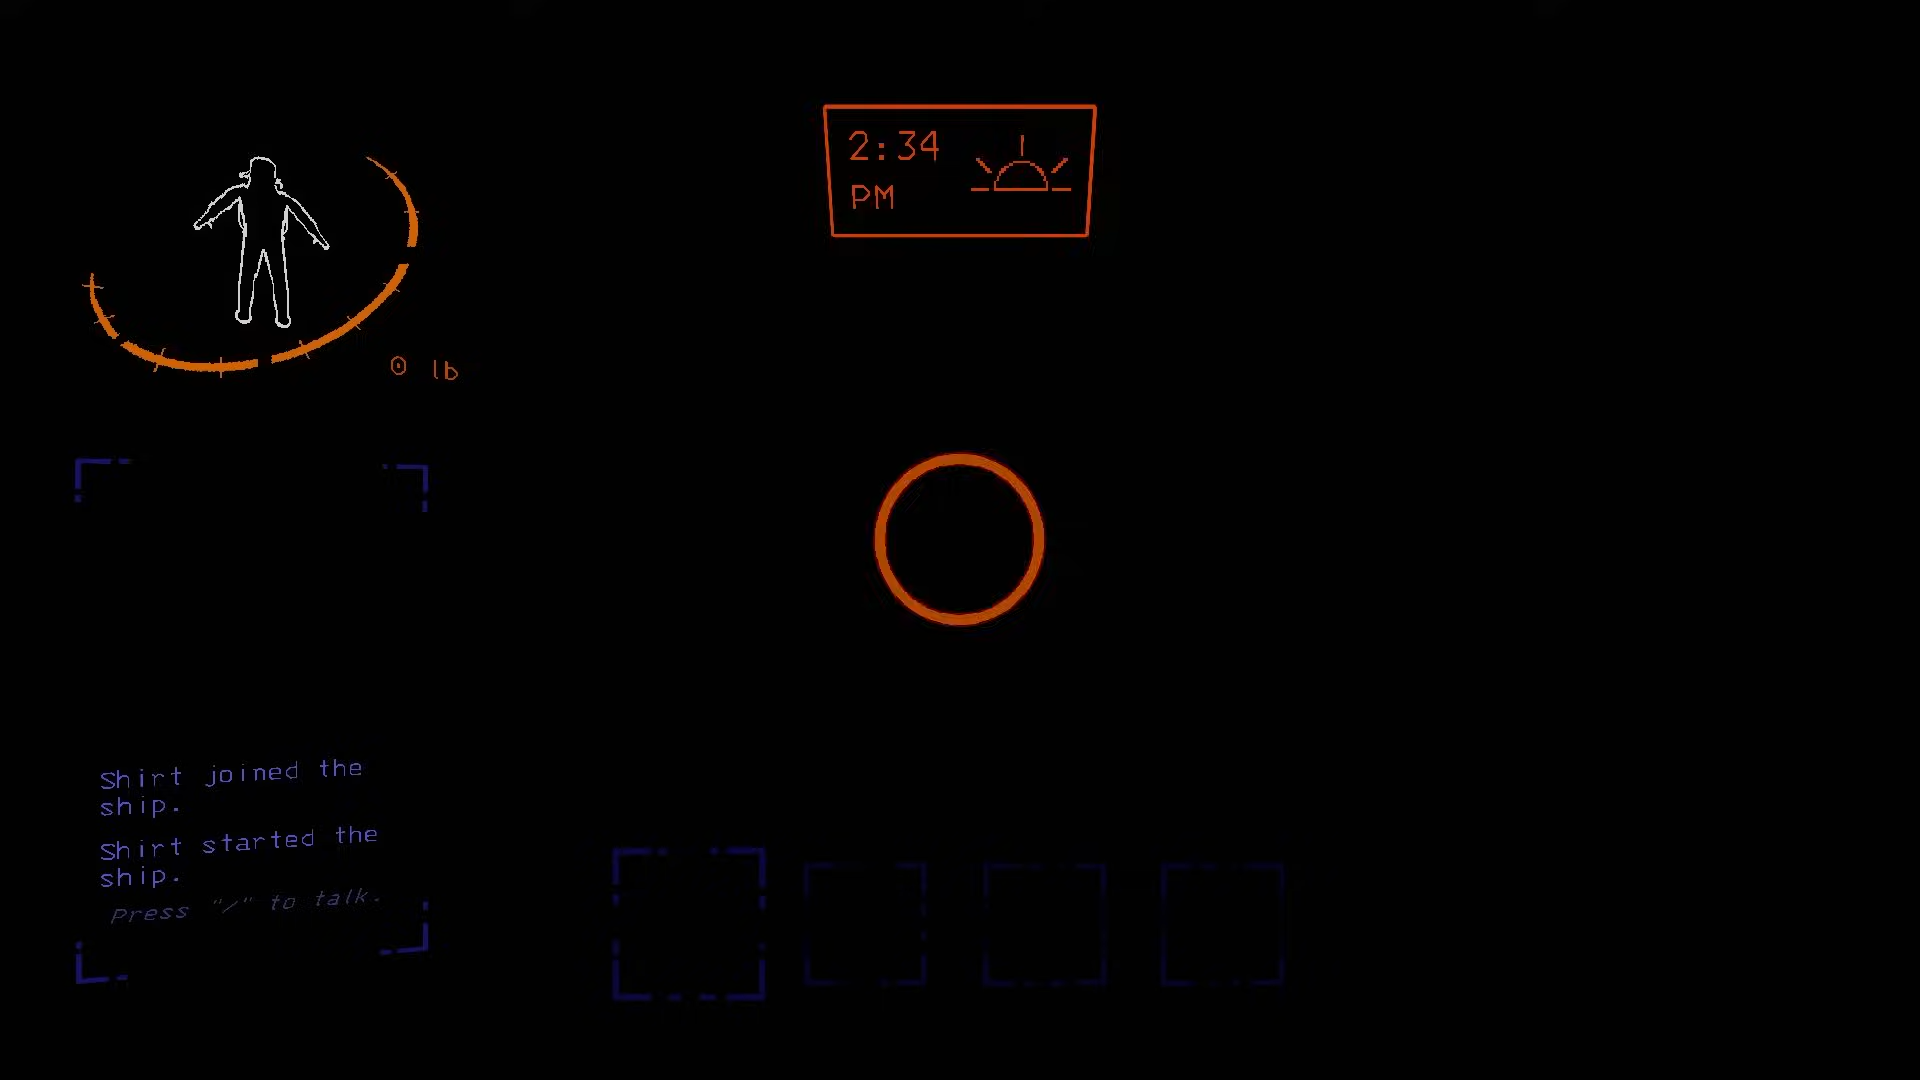 2:34
PM
0 lb
Shirt joined the
ship.
Shirt started the
ship.
Press "/" to talk.